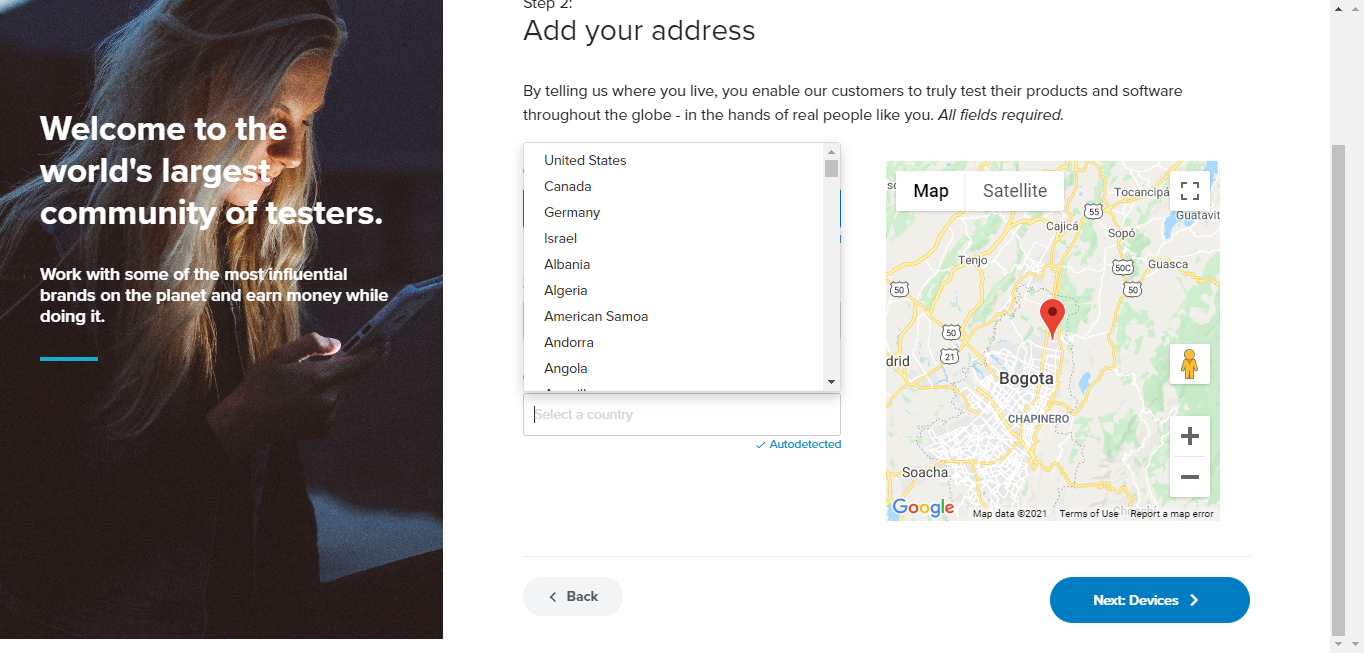 Welcome to the
world's largest
community of testers.
Work with some of the most influential
brands on the planet and earn money while
doing it.
Step 2:
Add your address
By telling us where you live, you enable our customers to truly test their products and software
throughout the globe - in the hands of real people like you. All fields required.
United States
Canada
Germany
Israel
Albania
Algeria
American Samoa
Andorra
Angola
Select a country
Autodetected
Map
Satellite
Tocancipá
55
Guatavit
Cajicá
Sopó
Tenjo
50C
Guasca
50
50
50
21
drid
Bogota
CHAPINERO
Soacha
Google
Map data ©2021
Terms of Use
Report a map error
Back
Next: Devices